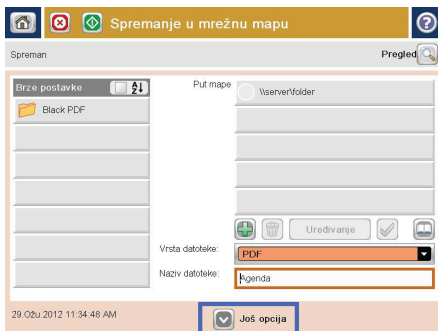 Spremanje u mrežnu mapu
Spreman
Pregled
Brze postavke
Black PDF
Put mape
\\server\folder
Uređivanje
Vrsta datoteke:
PDF
Naziv datoteke:
Agenda
29.Ožu.2012 11:34:48 AM
Još opcija